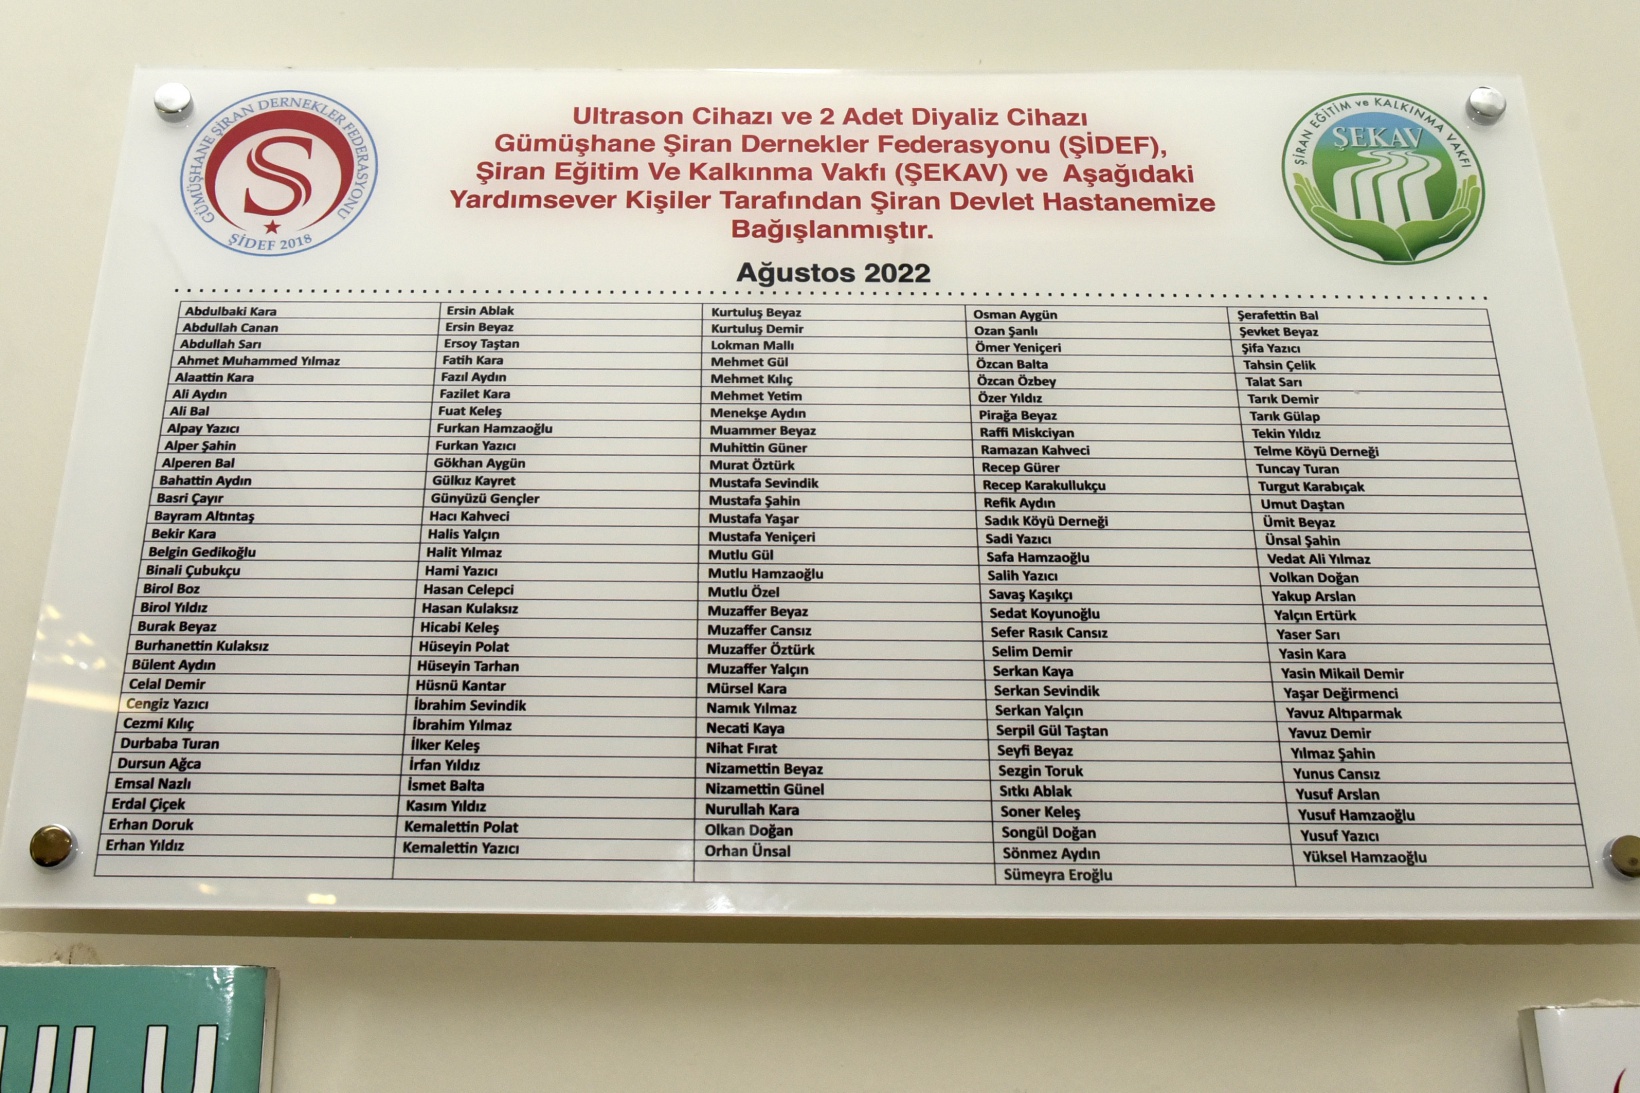 GÜMÜŞHANE ŞİRAN DERNEKLER FEDERASYONU
S
ŞİDEF 2018
Ultrason Cihazı ve 2 Adet Diyaliz Cihazı
Gümüşhane Şiran Dernekler Federasyonu (ŞİDEF),
Şiran Eğitim Ve Kalkınma Vakfı (ŞEKAV) ve Aşağıdaki
Yardımsever Kişiler Tarafından Şiran Devlet Hastanemize
Bağışlanmıştır.
Ağustos 2022
ŞİRAN EĞİTİM ve KALKINMA VAKFI
ŞEKAV
Abdulbaki Kara
Abdullah Canan
Abdullah Sarı
Ahmet Muhammed Yılmaz
Alaattin Kara
Ali Aydın
Ali Bal
Alpay Yazıcı
Alper Şahin
Alperen Bal
Bahattin Aydın
Basri Çayır
Bayram Altıntaş
Bekir Kara
Belgin Gedikoğlu
Binali Çubukçu
Birol Boz
Birol Yıldız
Burak Beyaz
Burhanettin Kulaksız
Bülent Aydın
Celal Demir
Cengiz Yazıcı
Cezmi Kılıç
Durbaba Turan
Dursun Ağca
Emsal Nazlı
Erdal Çiçek
Erhan Doruk
Erhan Yıldız
Ersin Ablak
Ersin Beyaz
Ersoy Taştan
Fatih Kara
Fazıl Aydın
Fazilet Kara
Fuat Keleş
Furkan Hamzaoğlu
Furkan Yazıcı
Gökhan Aygün
Gülkız Kayret
Günyüzü Gençler
Hacı Kahveci
Halis Yalçın
Halit Yılmaz
Hami Yazıcı
Hasan Celepci
Hasan Kulaksız
Hicabi Keleş
Hüseyin Polat
Hüseyin Tarhan
Hüsnü Kantar
İbrahim Sevindik
İbrahim Yılmaz
İlker Keleş
İrfan Yıldız
İsmet Balta
Kasım Yıldız
Kemalettin Polat
Kemalettin Yazıcı
Kurtuluş Beyaz
Kurtuluş Demir
Lokman Mallı
Mehmet Gül
Mehmet Kılıç
Mehmet Yetim
Menekşe Aydın
Muammer Beyaz
Muhittin Güner
Murat Öztürk
Mustafa Sevindik
Mustafa Şahin
Mustafa Yaşar
Mustafa Yeniçeri
Mutlu Gül
Mutlu Hamzaoğlu
Mutlu Özel
Muzaffer Beyaz
Muzaffer Cansız
Muzaffer Öztürk
Muzaffer Yalçın
Mürsel Kara
Namık Yılmaz
Necati Kaya
Nihat Fırat
Nizamettin Beyaz
Nizamettin Günel
Nurullah Kara
Olkan Doğan
Orhan Ünsal
Osman Aygün
Ozan Şanlı
Ömer Yeniçeri
Özcan Balta
Özcan Özbey
Özer Yıldız
Pirağa Beyaz
Raffi Miskciyan
Ramazan Kahveci
Recep Gürer
Recep Karakullukçu
Refik Aydın
Sadık Köyü Derneği
Sadi Yazıcı
Safa Hamzaoğlu
Salih Yazıcı
Savaş Kaşıkçı
Sedat Koyunoğlu
Sefer Rasık Cansız
Selim Demir
Serkan Kaya
Serkan Sevindik
Serkan Yalçın
Serpil Gül Taştan
Seyfi Beyaz
Sezgin Toruk
Sıtkı Ablak
Soner Keleş
Songül Doğan
Sönmez Aydın
Sümeyra Eroğlu
Şerafettin Bal
Şevket Beyaz
Şifa Yazıcı
Tahsin Çelik
Talat Sarı
Tarık Demir
Tarık Gülap
Tekin Yıldız
Telme Köyü Derneği
Tuncay Turan
Turgut Karabıçak
Umut Daştan
Ümit Beyaz
Ünsal Şahin
Vedat Ali Yılmaz
Volkan Doğan
Yakup Arslan
Yalçın Ertürk
Yaser Sarı
Yasin Kara
Yasin Mikail Demir
Yaşar Değirmenci
Yavuz Altıparmak
Yavuz Demir
Yılmaz Şahin
Yunus Cansız
Yusuf Arslan
Yusuf Hamzaoğlu
Yusuf Yazıcı
Yüksel Hamzaoğlu